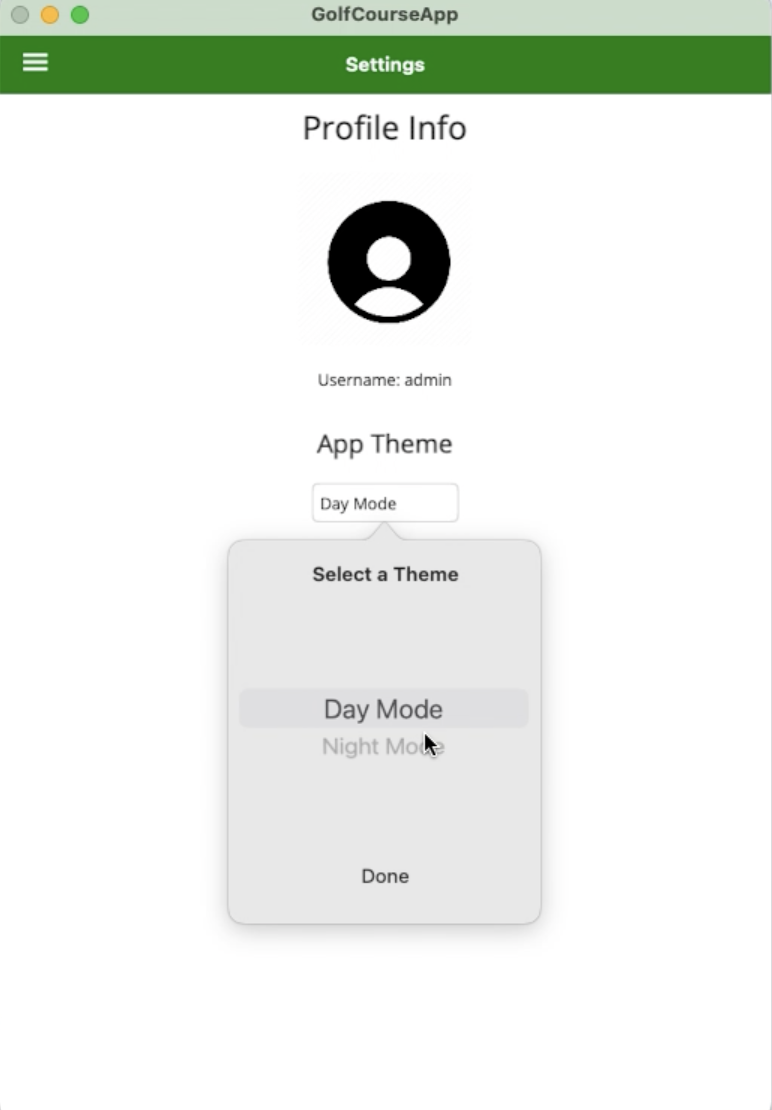 GolfCourseApp
Settings
Profile Info
Username: admin
App Theme
Day Mode
Select a Theme
Day Mode
Night Mode
Done